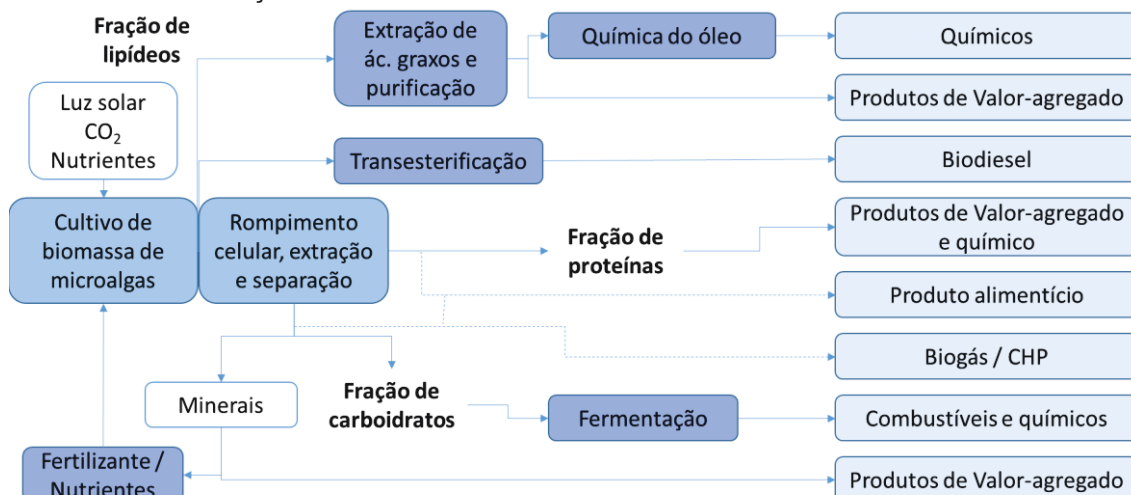 Fração de
lipídeos
Extração de
ác. graxos e
purificação
Química do óleo
Químicos
Produtos de Valor-agregado
Luz solar
CO₂
Nutrientes
Transesterificação
Biodiesel
Cultivo de
biomassa de
microalgas
Rompimento
celular, extração
e separação
Fração de
proteínas
Produtos de Valor-agregado
e químico
Produto alimentício
Biogás / CHP
Minerais
Fração de
carboidratos
Fermentação
Combustíveis e químicos
Fertilizante /
Nutrientes
Produtos de Valor-agregado